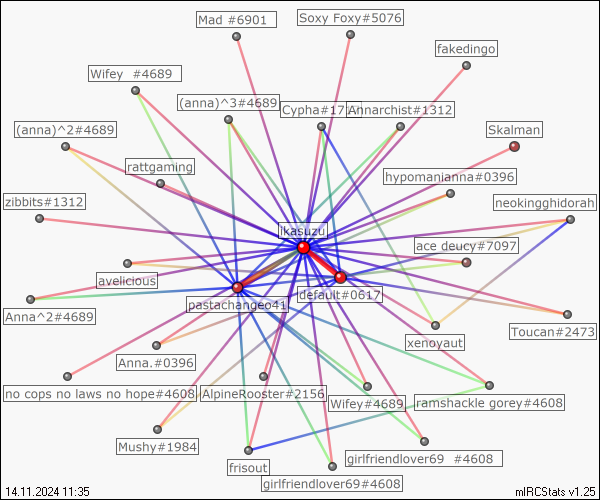 Mad #6901
Soxy Foxy#5076
fakedingo
Wifey  #4689
(anna)^3#4689
Annarchist#1312
(anna)^2#4689
Skalman
rattgaming
hypomanianna#0396
zibbits#1312
neokingghidorah
ikasuzu
ace deucy#7097
avelicious
default#0617
pastachangeo41
Anna^2#4689
Toucan#2473
xenoyaut
Anna.#0396
no cops no laws no hope#4608
AlpineRooster#2156
Wifey#4689
ramshackle gorey#4608
Mushy#1984
frisout
girlfriendlover69  #4608
girlfriendlover69#4608
14.11.2024 11:35
mIRCStats v1.25